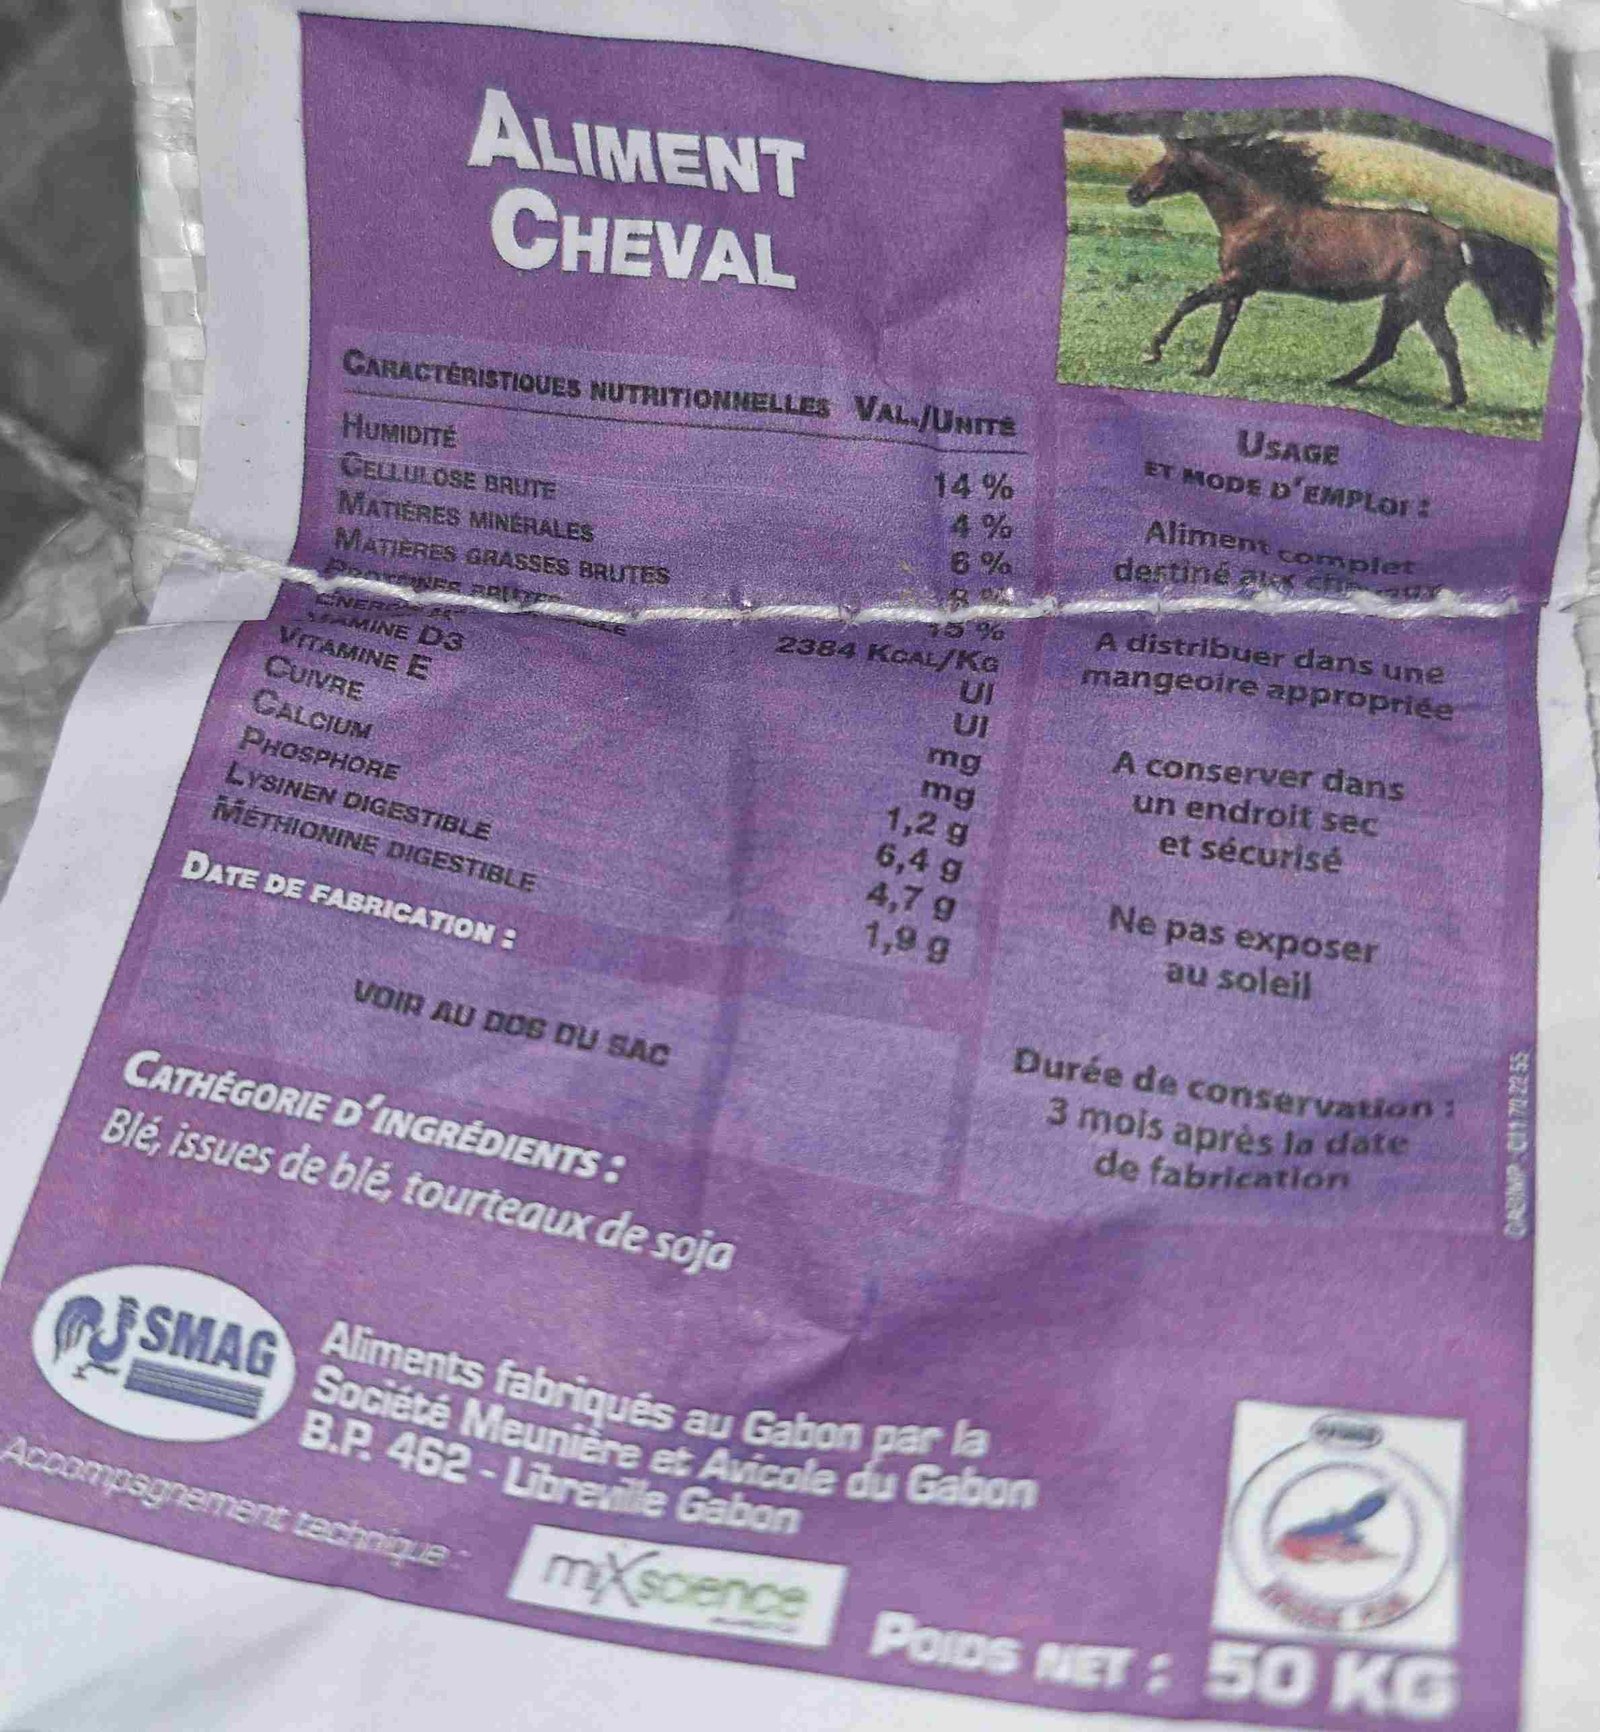 ALIMENT
CHEVAL
CARACTÉRISTIQUES NUTRITIONNELLES VAL./UNITÉ
HUMIDITÉ 14 %
CELLULOSE BRUTE 4 %
MATIÈRES MINÉRALES 6 %
MATIÈRES GRASSES BRUTES 8 %
PROTEINES BRUTES 15 %
2384 KCAL/KG
VITAMINE D3 UI
VITAMINE E UI
CUIVRE mg
CALCIUM mg
PHOSPHORE 1,2 g
6,4 g
LYSINEN DIGESTIBLE 4,7 g
MÉTHIONINE DIGESTIBLE 1,9 g
DATE DE FABRICATION :
VOIR AU DOS DU SAC
CATHÉGORIE D'INGRÉDIENTS :
Blé, issues de blé, tourteaux de soja
USAGE
ET MODE D'EMPLOI :
Aliment complet
destiné aux chevaux
A distribuer dans une
mangeoire appropriée
A conserver dans
un endroit sec
et sécurisé
Ne pas exposer
au soleil
Durée de conservation :
3 mois après la date
de fabrication
SMAG
Aliments fabriqués au Gabon par la
Société Meunière et Avicole du Gabon
B.P. 462 - Libreville Gabon
Accompagnement technique :
mixscience
POIDS NET : 50 KG